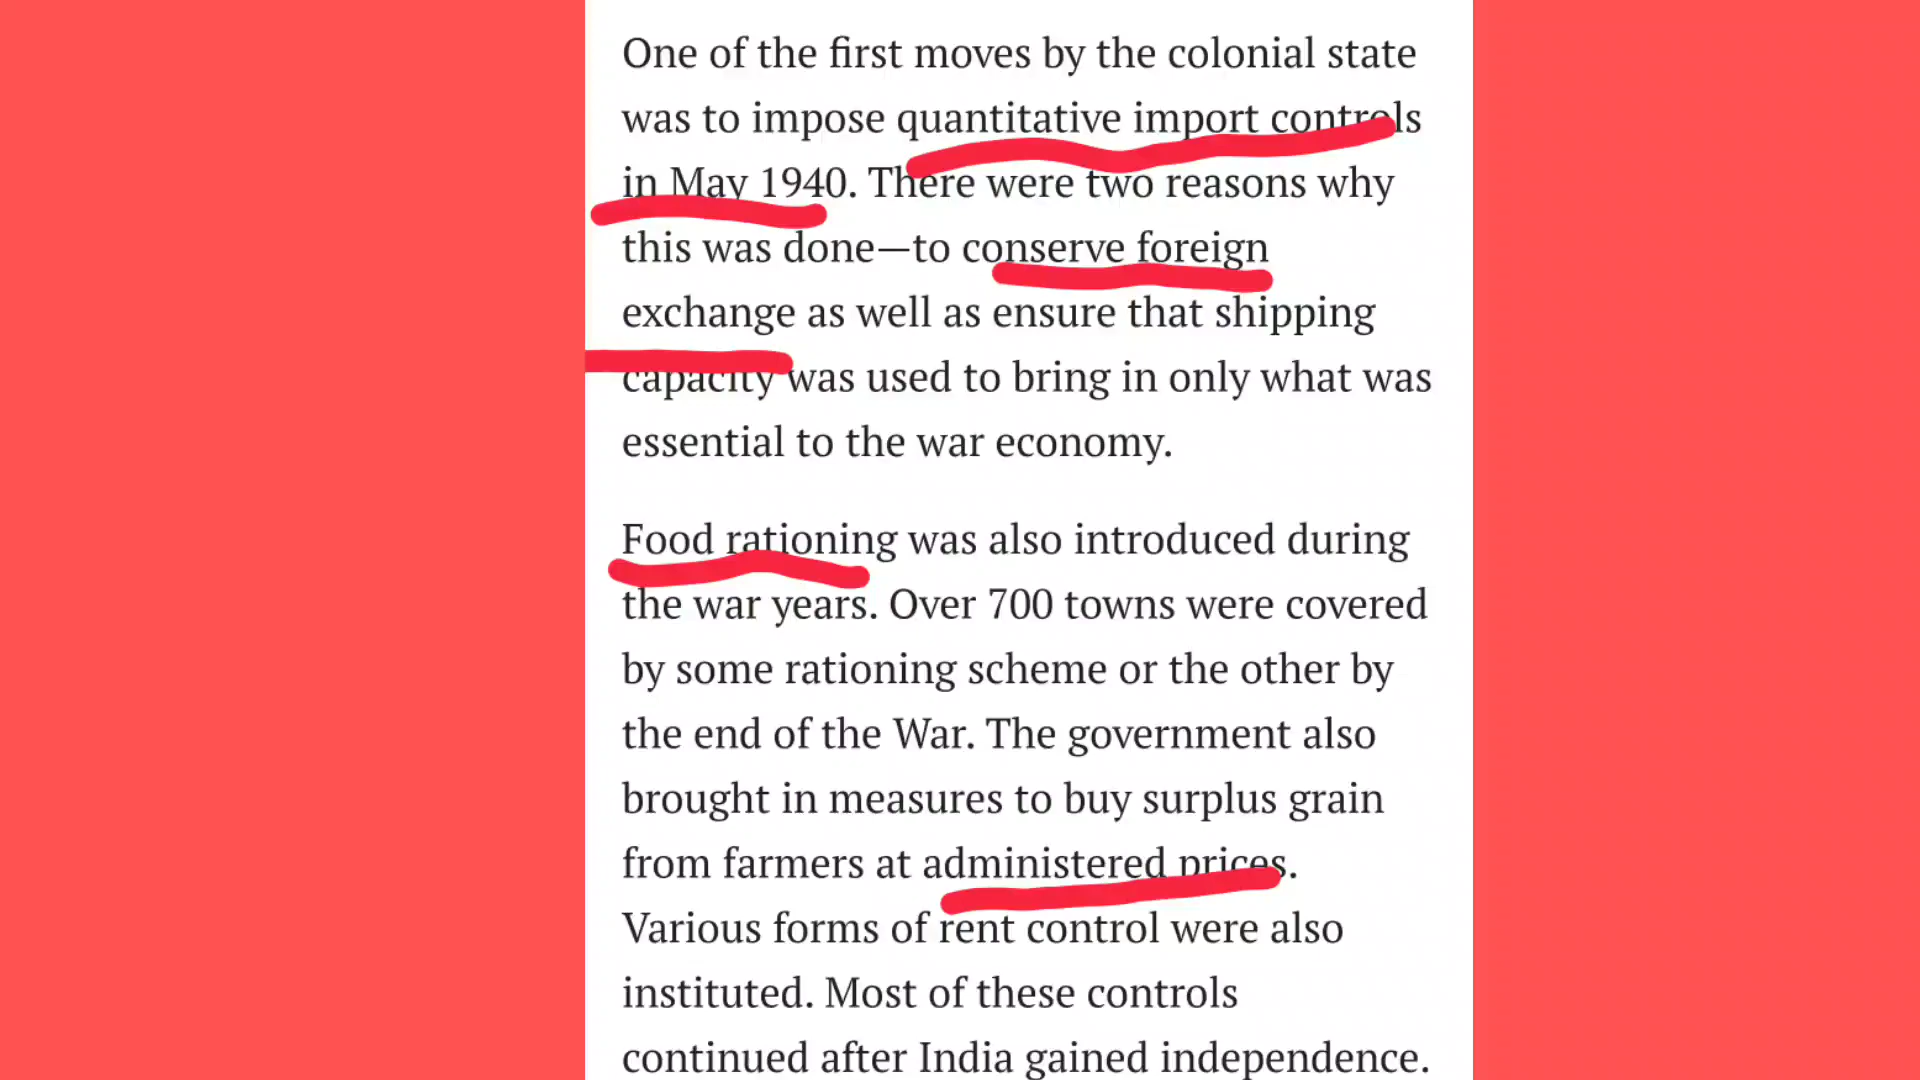 One of the first moves by the colonial state
was to impose quantitative import controls
in May 1940. There were two reasons why
this was done—to conserve foreign
exchange as well as ensure that shipping
capacity was used to bring in only what was
essential to the war economy.
Food rationing was also introduced during
the war years. Over 700 towns were covered
by some rationing scheme or the other by
the end of the War. The government also
brought in measures to buy surplus grain
from farmers at administered prices.
Various forms of rent control were also
instituted. Most of these controls
continued after India gained independence.